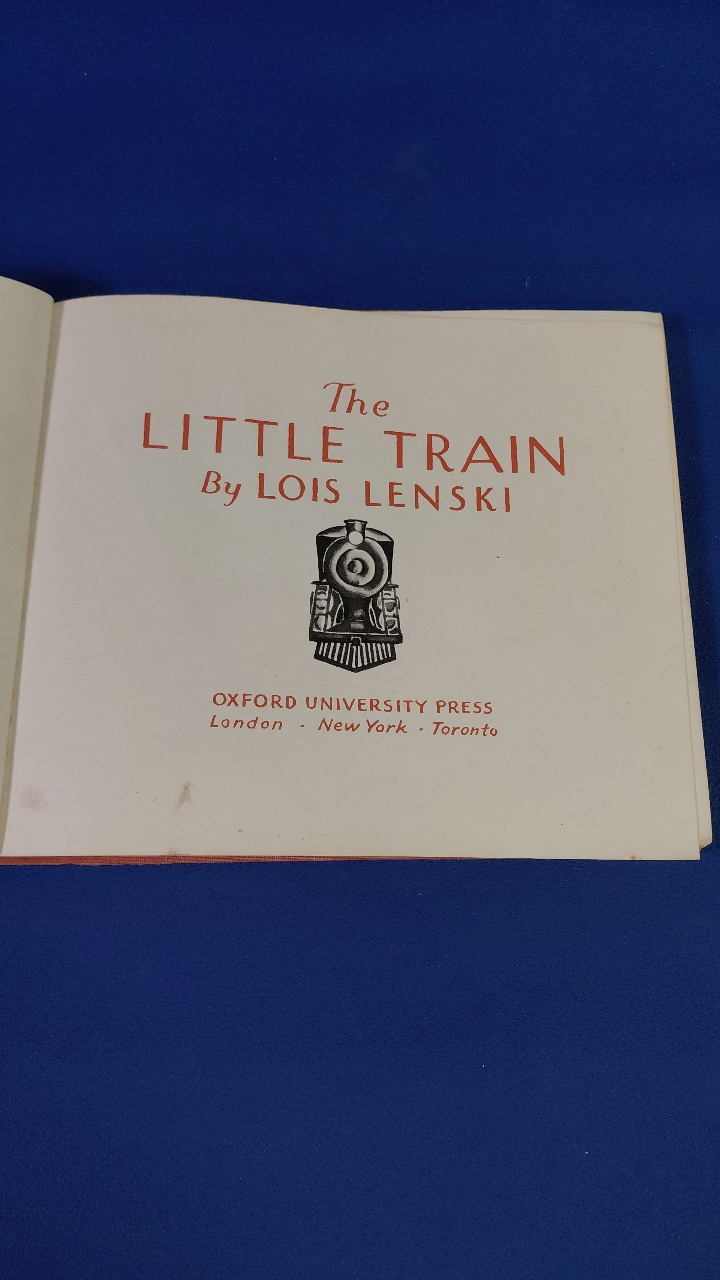 The
LITTLE TRAIN
By LOIS LENSKI
OXFORD UNIVERSITY PRESS
London · New York · Toronto